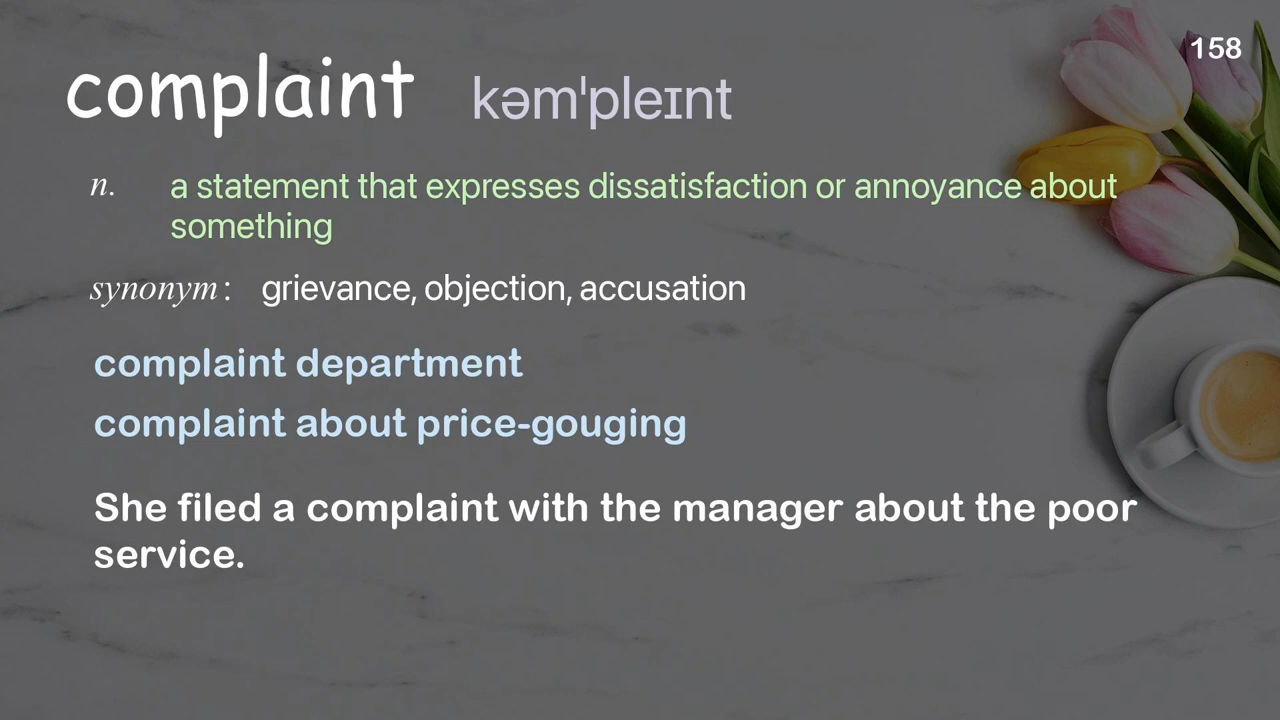 158
complaint kəmˈpleɪnt
n. a statement that expresses dissatisfaction or annoyance about
something
synonym : grievance, objection, accusation
complaint department
complaint about price-gouging
She filed a complaint with the manager about the poor
service.